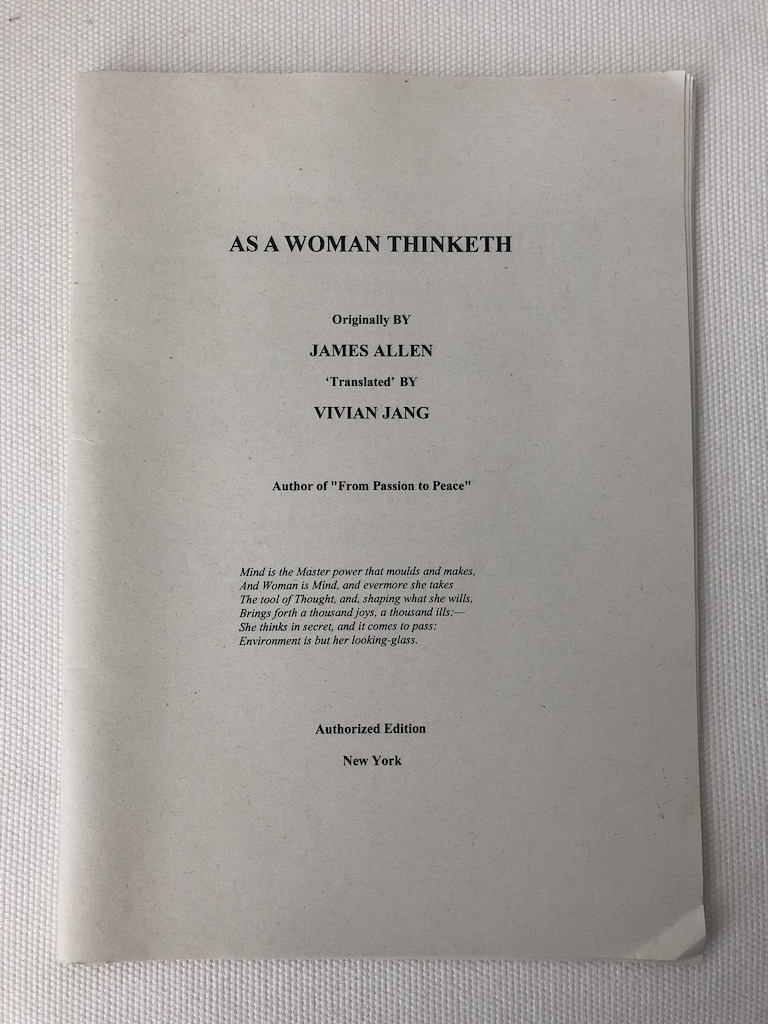 AS A WOMAN THINKETH
Originally BY
JAMES ALLEN
‘Translated’ BY
VIVIAN JANG
Author of "From Passion to Peace"
Mind is the Master power that moulds and makes,
And Woman is Mind, and evermore she takes
The tool of Thought, and, shaping what she wills,
Brings forth a thousand joys, a thousand ills:—
She thinks in secret, and it comes to pass:
Environment is but her looking-glass.
Authorized Edition
New York